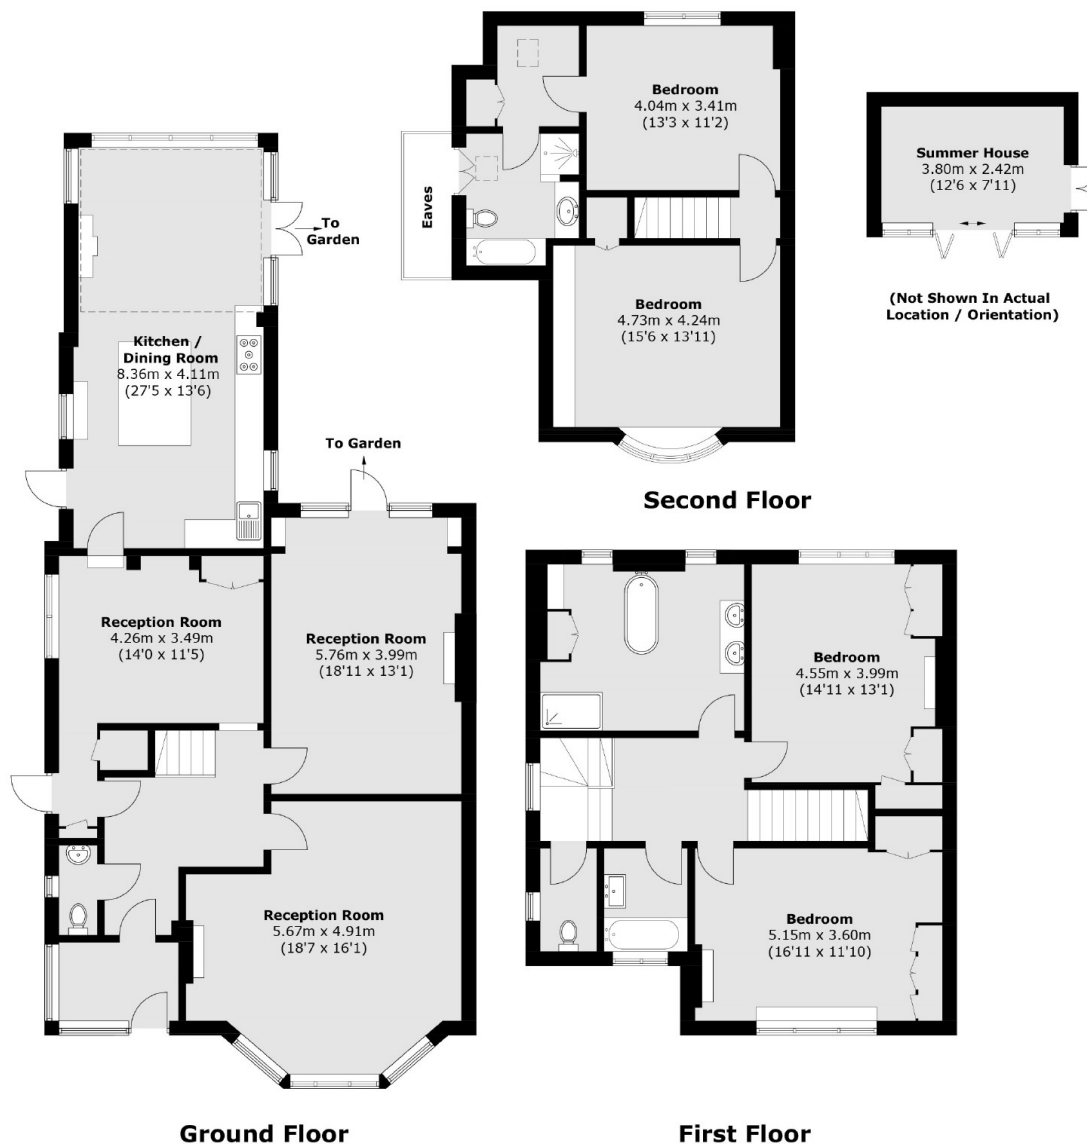 Bedroom
4.04m x 3.41m
(13'3 x 11'2)
Eaves
Bedroom
4.73m x 4.24m
(15'6 x 13'11)
Second Floor
Summer House
3.80m x 2.42m
(12'6 x 7'11)
(Not Shown In Actual
Location / Orientation)
To
Garden
Kitchen /
Dining Room
8.36m x 4.11m
(27'5 x 13'6)
To Garden
Reception Room
4.26m x 3.49m
(14'0 x 11'5)
Reception Room
5.76m x 3.99m
(18'11 x 13'1)
Reception Room
5.67m x 4.91m
(18'7 x 16'1)
Ground Floor
Bedroom
4.55m x 3.99m
(14'11 x 13'1)
Bedroom
5.15m x 3.60m
(16'11 x 11'10)
First Floor